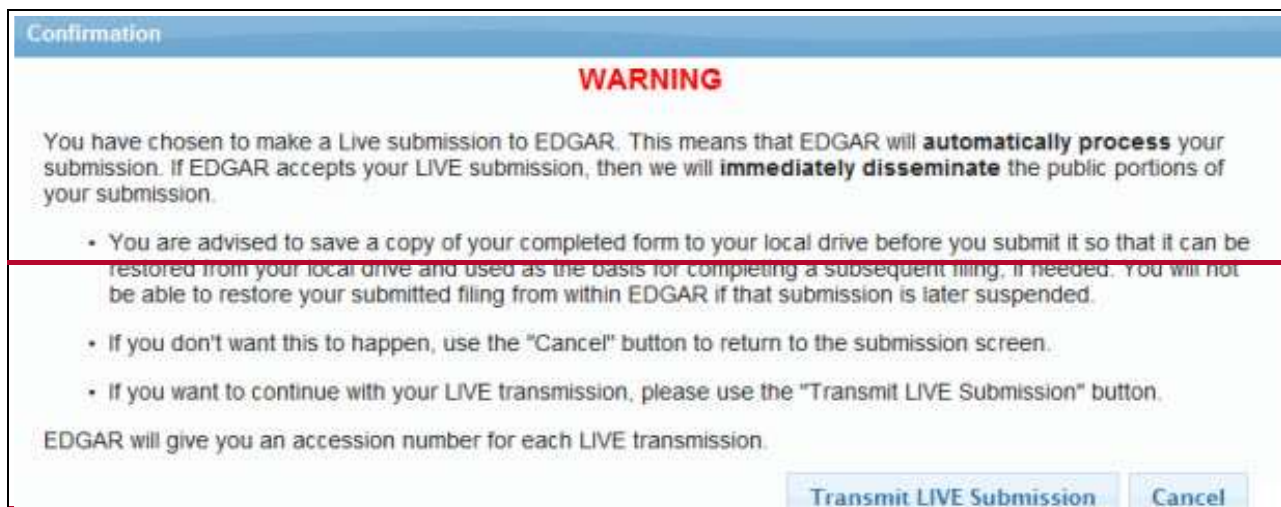 Confirmation
WARNING
You have chosen to make a Live submission to EDGAR. This means that EDGAR will automatically process your
submission. If EDGAR accepts your LIVE submission, then we will immediately disseminate the public portions of
your submission.
• You are advised to save a copy of your completed form to your local drive before you submit it so that it can be
restored from your local drive and used as the basis for completing a subsequent filing, if needed. You will not
be able to restore your submitted filing from within EDGAR if that submission is later suspended.
• If you don't want this to happen, use the "Cancel" button to return to the submission screen.
• If you want to continue with your LIVE transmission, please use the "Transmit LIVE Submission" button.
EDGAR will give you an accession number for each LIVE transmission.
Transmit LIVE Submission Cancel